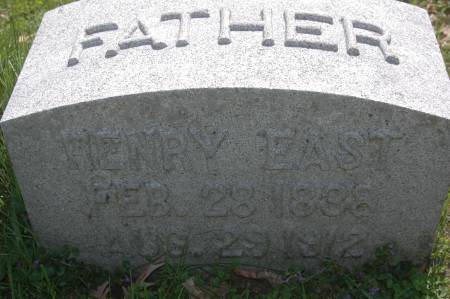 FATHER
HENRY EAST
FEB. 28 1836
AUG. 29 1912